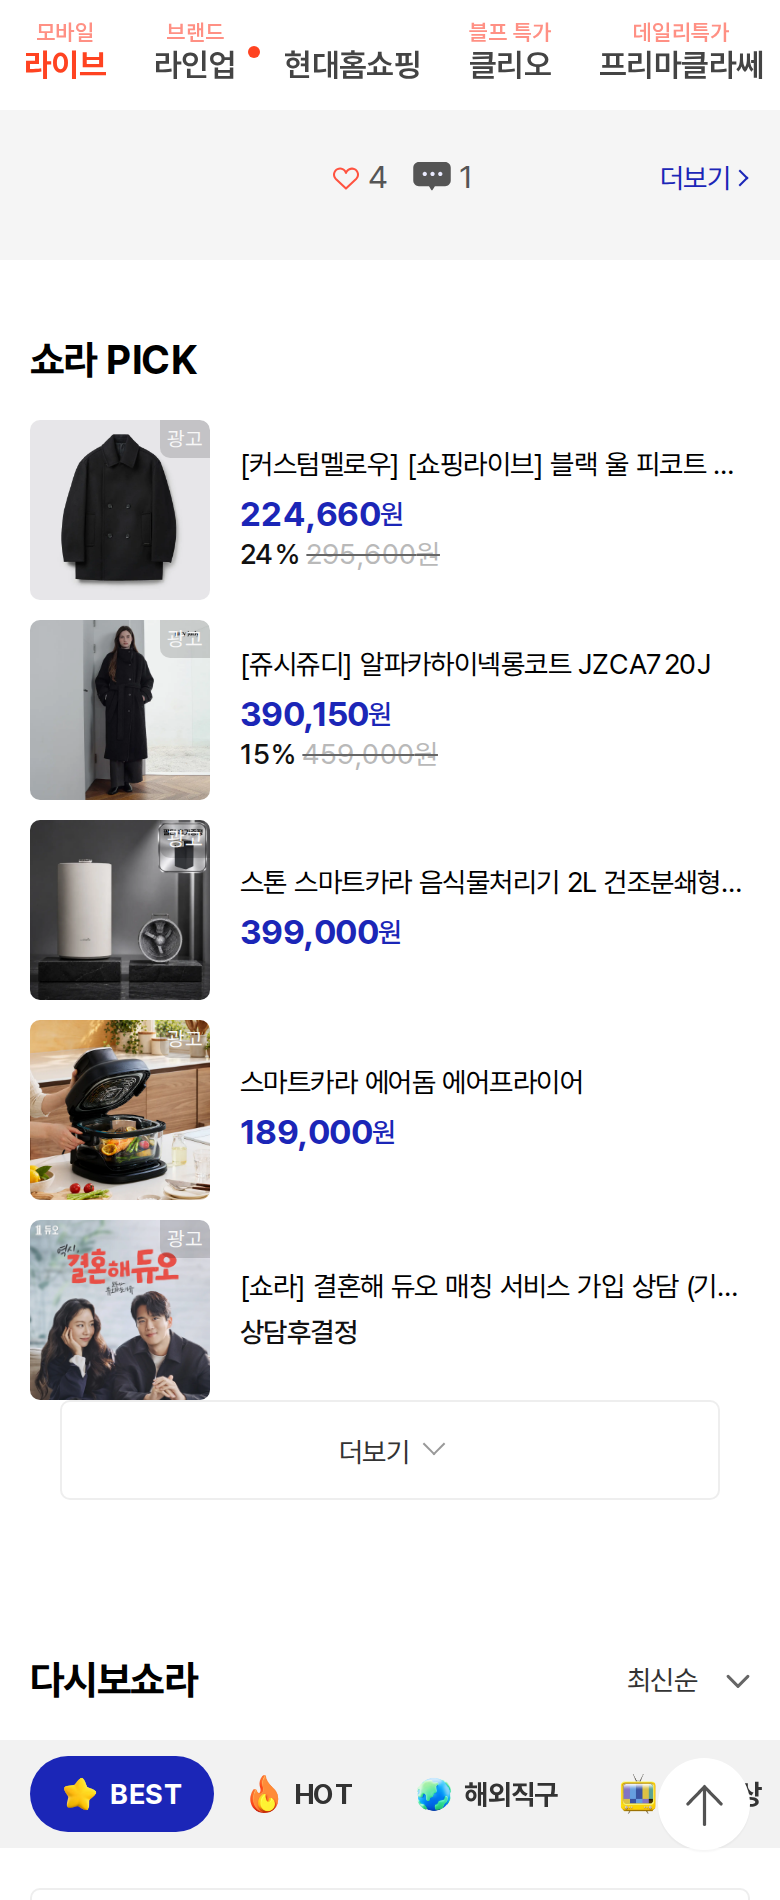 모바일
라이브
브랜드
라인업
현대홈쇼핑
블프 특가
클리오
데일리특가
프리마클라쎄
4
1
더보기
쇼라 PICK
광고
[커스텀멜로우] [쇼핑라이브] 블랙 울 피코트 ...
224,660원
24% 295,600원
광고
[쥬시쥬디] 알파카하이넥롱코트 JZCA720J
390,150원
15% 459,000원
광고
스톤 스마트카라 음식물처리기 2L 건조분쇄형...
399,000원
광고
스마트카라 에어돔 에어프라이어
189,000원
듀오
역시,
결혼해듀오
광고
[쇼라] 결혼해 듀오 매칭 서비스 가입 상담 (기...
상담후결정
더보기
다시보쇼라
최신순
BEST
HOT
해외직구
상